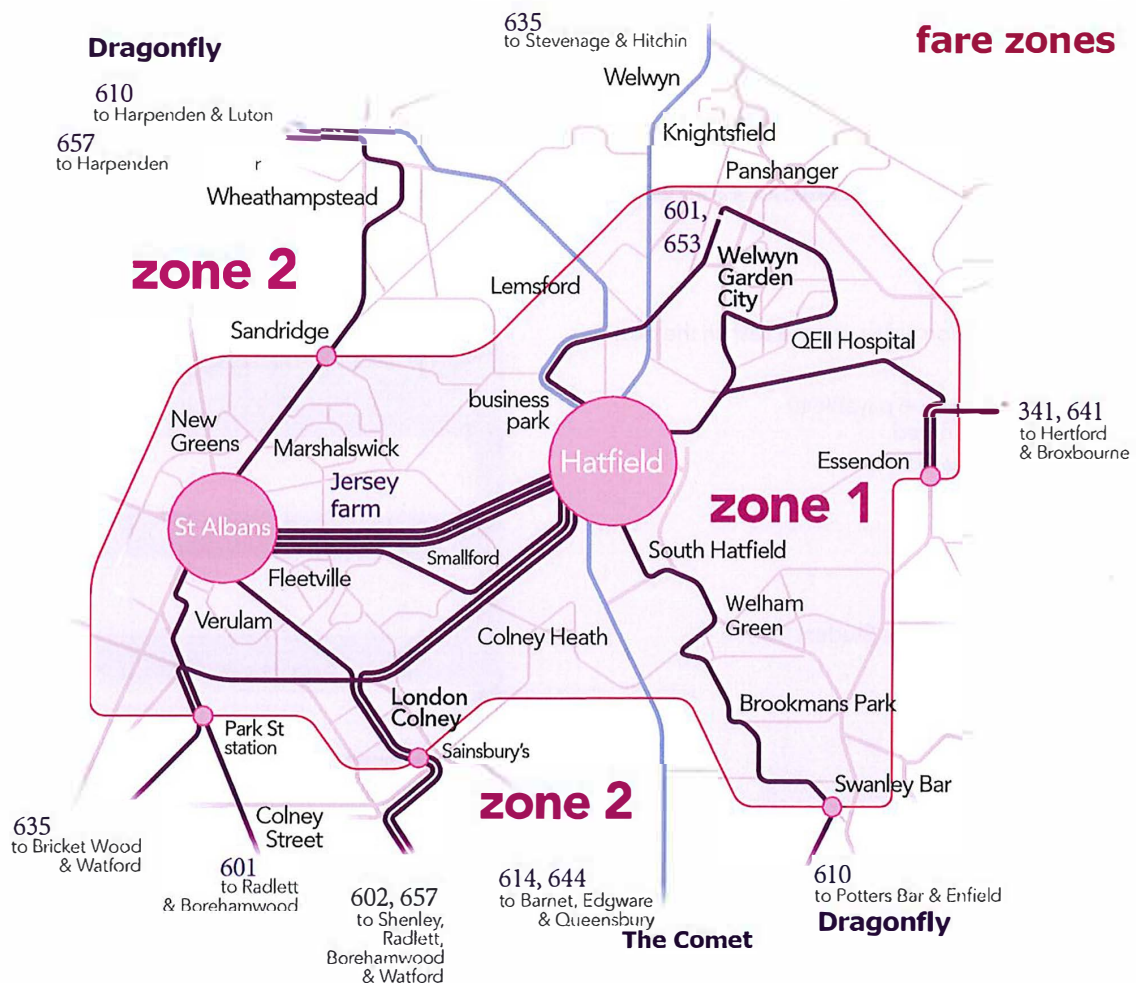 635
to Stevenage & Hitchin
fare zones
Dragonfly
Welwyn
610
to Harpenden & Luton
657
to Harpenden
r
Knightsfield
Panshanger
Wheathampstead
601,
653
Welwyn
Garden
City
zone 2
Lemsford
Sandridge
QEII Hospital
business
park
New
Greens
Marshalswick
341, 641
to Hertford
& Broxbourne
Hatfield
Essendon
Jersey
farm
zone 1
St Albans
Smallford
South Hatfield
Fleetville
Verulam
Welham
Green
Colney Heath
London
Colney
Brookmans Park
Park St
station
Sainsbury's
Swanley Bar
zone 2
Colney
Street
635
to Bricket Wood
& Watford
601
to Radlett
& Borehamwood
602, 657
to Shenley,
Radlett,
Borehamwood
& Watford
614, 644
to Barnet, Edgware
& Queensbury
The Comet
610
to Potters Bar & Enfield
Dragonfly